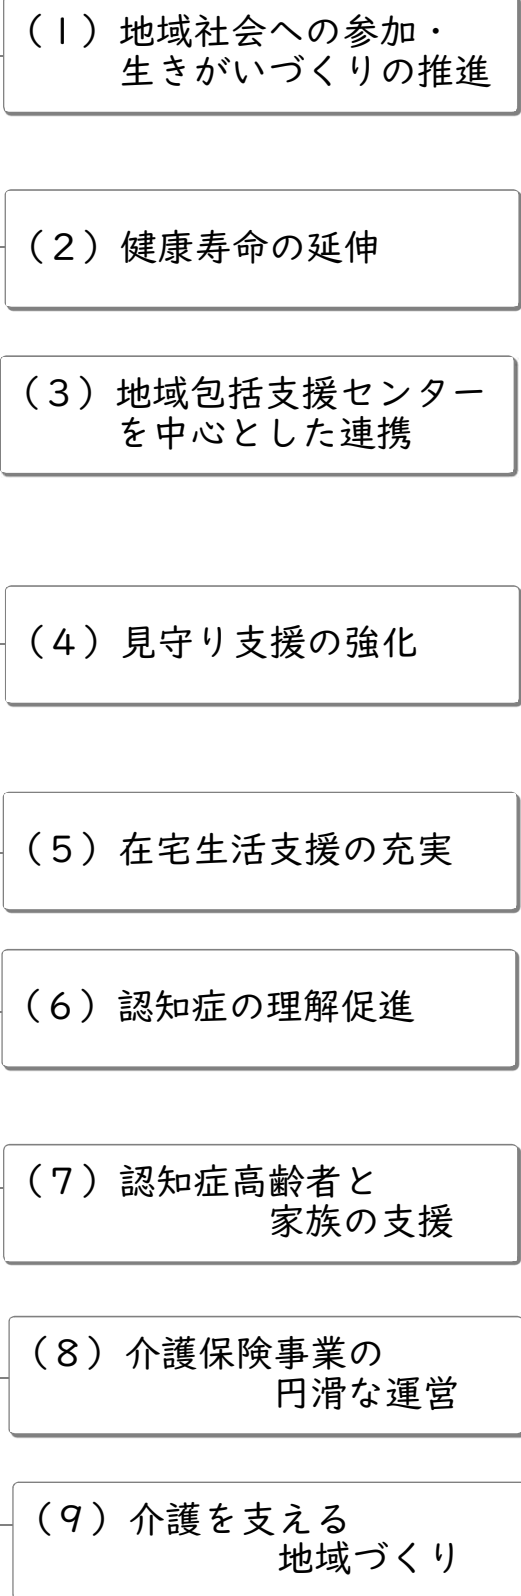 （１）地域社会への参加・
生きがいづくりの推進
（２）健康寿命の延伸
（３）地域包括支援センター
を中心とした連携
（４）見守り支援の強化
（５）在宅生活支援の充実
（６）認知症の理解促進
（７）認知症高齢者と
家族の支援
（８）介護保険事業の
円滑な運営
（９）介護を支える
地域づくり